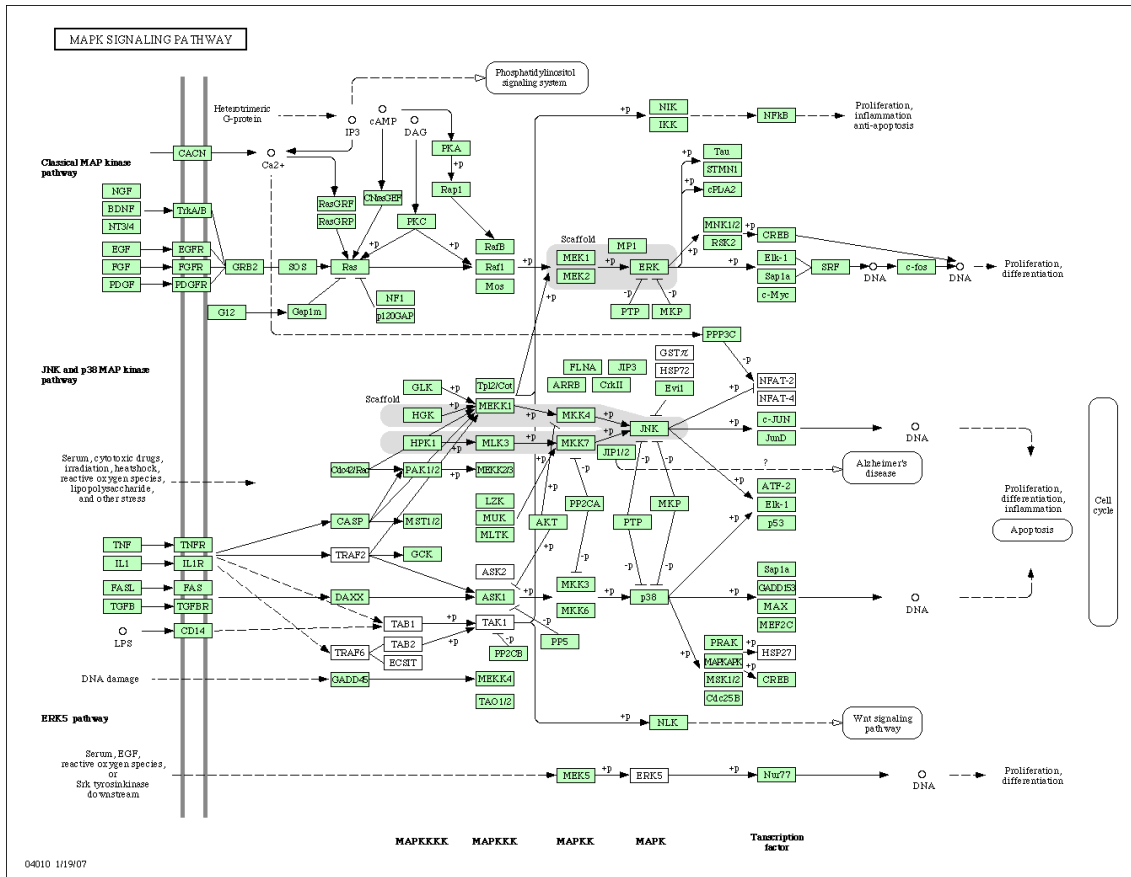 MAPK SIGNALING PATHWAY
Phosphatidylinositol
signaling system
Heterotrimeric
G-protein
IP3
cAMP
DAG
Ca2+
CACN
Classical MAP kinase
pathway
NGF
BDNF
NT3/4
TrkA/B
EGF
EGFR
FGF
FGFR
PDGF
PDGFR
GRB2
SOS
Ras
G12
Gap1m
NF1
p120GAP
RasGRF
RasGRP
CNrasGEF
PKC
PKA
+p
Rap1
+p
+p
RafB
Raf1
Mos
+p
+p
Scaffold
MEK1
MEK2
+p
MP1
ERK
-p
-p
PTP
MKP
+p
NIK
IKK
NFkB
Proliferation,
inflammation
anti-apoptosis
Tau
STMN1
cPLA2
+p
+p
MNK1/2
RSK2
+p
CREB
+p
Elk-1
Sap1a
c-Myc
SRF
DNA
c-fos
DNA
Proliferation,
differentiation
PPP3C
-p
JNK and p38 MAP kinase
pathway
Scaffold
GLK
HGK
HPK1
+p
+p
+p
Tpl2/Cot
MEKK1
MLK3
MEKK2/3
+p
+p
FLNA
JIP3
ARRB
CrkII
GSTπ
HSP72
Evi1
MKK4
MKK7
+p
+p
JNK
JIP1/2
NFAT-2
NFAT-4
+p
+p
c-JUN
JunD
DNA
?
Alzheimer's
disease
Serum, cytotoxic drugs,
irradiation, heatshock,
reactive oxygen species,
lipopolysaccharide,
and other stress
Cdc42/Rac
PAK1/2
LZK
MUK
MLTK
+p
+p
-p
AKT
PP2CA
-p
-p
PTP
MKP
-p
-p
+p
ATF-2
Elk-1
p53
+p
Proliferation,
differentiation,
inflammation
Apoptosis
Cell
cycle
CASP
MST1/2
TNF
TNFR
IL1
IL1R
TRAF2
GCK
ASK2
FASL
FAS
DAXX
ASK1
+p
-p
MKK3
MKK6
+p
p38
+p
Sap1a
GADD153
MAX
MEF2C
DNA
TGFB
TGFBR
LPS
CD14
TAB1
TAB2
ECSIT
TRAF6
+p
+p
TAK1
-p
PP2CB
-p
PP5
+p
PRAK
MAPKAPK
MSK1/2
Cdc25B
+p
HSP27
+p
CREB
DNA damage
GADD45
MEKK4
TAO1/2
+p
NLK
Wnt signaling
pathway
ERK5 pathway
Serum, EGF,
reactive oxygen species,
or
Srk tyrosinkinase
downstream
MEK5
+p
ERK5
+p
Nur77
DNA
Proliferation,
differentiation
MAPKKKK
MAPKKK
MAPKK
MAPK
Tanscription
factor
04010 1/19/07